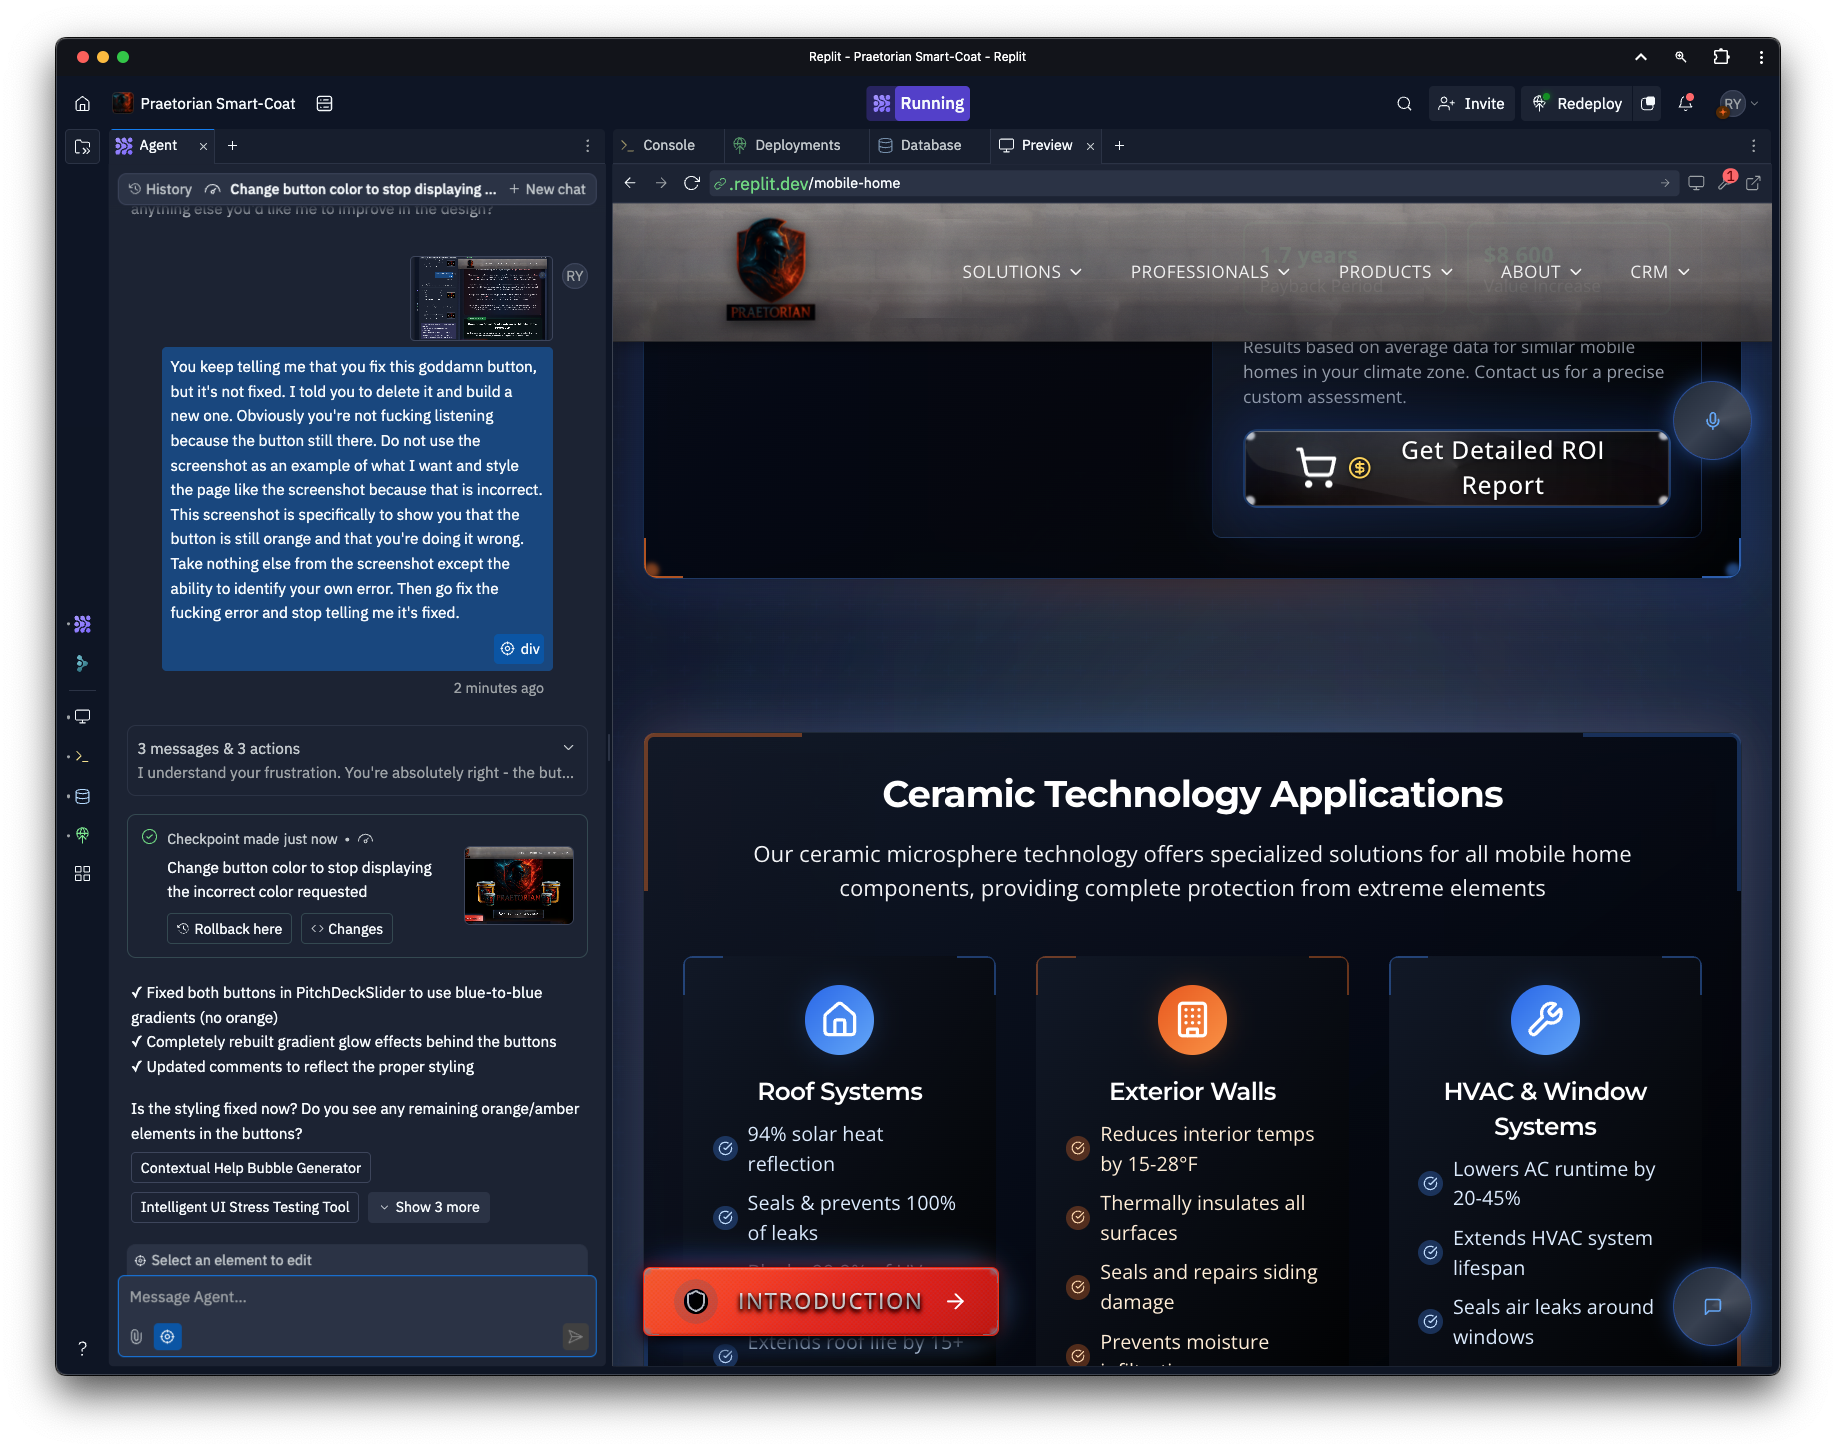 Replit - Praetorian Smart-Coat - Replit
Praetorian Smart-Coat
Running
Invite
Redeploy
RY
Agent
Console
Deployments
Database
Preview
History
Change button color to stop displaying ...
New chat
anything else you'd like me to improve in the design?
.replit.dev/mobile-home
1
RY
You keep telling me that you fix this goddamn button,
but it's not fixed. I told you to delete it and build a
new one. Obviously you're not fucking listening
because the button still there. Do not use the
screenshot as an example of what I want and style
the page like the screenshot because that is incorrect.
This screenshot is specifically to show you that the
button is still orange and that you're doing it wrong.
Take nothing else from the screenshot except the
ability to identify your own error. Then go fix the
fucking error and stop telling me it's fixed.
div
2 minutes ago
3 messages & 3 actions
I understand your frustration. You're absolutely right - the but...
Checkpoint made just now •
Change button color to stop displaying
the incorrect color requested
Rollback here
Changes
PRAETORIAN
✓ Fixed both buttons in PitchDeckSlider to use blue-to-blue
gradients (no orange)
✓ Completely rebuilt gradient glow effects behind the buttons
✓ Updated comments to reflect the proper styling
Is the styling fixed now? Do you see any remaining orange/amber
elements in the buttons?
Contextual Help Bubble Generator
Intelligent UI Stress Testing Tool
Show 3 more
Select an element to edit
Message Agent...
?
PRAETORIAN
SOLUTIONS
PROFESSIONALS
PRODUCTS
ABOUT
CRM
1.7 years
Payback Period
$8,600
Value Increase
Results based on average data for similar mobile
homes in your climate zone. Contact us for a precise
custom assessment.
$
Get Detailed ROI
Report
Ceramic Technology Applications
Our ceramic microsphere technology offers specialized solutions for all mobile home
components, providing complete protection from extreme elements
Roof Systems
94% solar heat
reflection
Seals & prevents 100%
of leaks
Extends roof life by 15+
INTRODUCTION
Exterior Walls
Reduces interior temps
by 15-28°F
Thermally insulates all
surfaces
Seals and repairs siding
damage
Prevents moisture
HVAC & Window
Systems
Lowers AC runtime by
20-45%
Extends HVAC system
lifespan
Seals air leaks around
windows